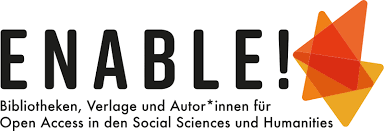 ENABLE!
Bibliotheken, Verlage und Autor*innen für
Open Access in den Social Sciences und Humanities